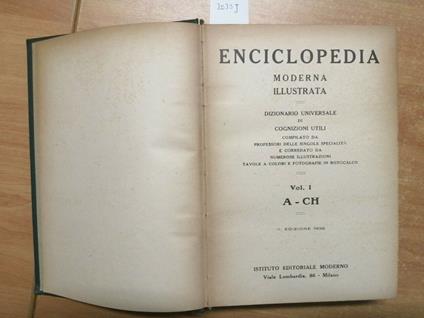 ENCICLOPEDIA
MODERNA
ILLUSTRATA
DIZIONARIO UNIVERSALE
DI
COGNIZIONI UTILI
COMPILATO DA
PROFESSORI DELLE SINGOLE SPECIALITÀ
E CORREDATO DA
NUMEROSE ILLUSTRAZIONI
TAVOLE A COLORI E FOTOGRAFIE IN ROTOCALCO
Vol. I
A - CH
EDIZIONE
ISTITUTO EDITORIALE MODERNO
Viale Lombardia, 86 - Milano